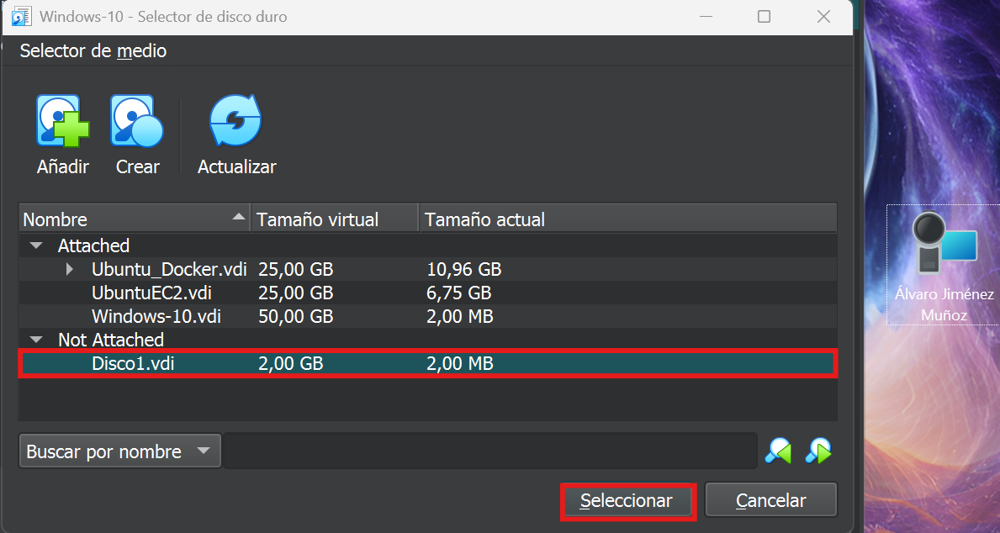 Windows-10 - Selector de disco duro
Selector de medio
Añadir Crear Actualizar
Nombre Tamaño virtual Tamaño actual
Attached
Ubuntu_Docker.vdi 25,00 GB 10,96 GB
UbuntuEC2.vdi 25,00 GB 6,75 GB
Windows-10.vdi 50,00 GB 2,00 MB
Not Attached
Disco1.vdi 2,00 GB 2,00 MB
Buscar por nombre
Seleccionar Cancelar
Álvaro Jiménez
Muñoz